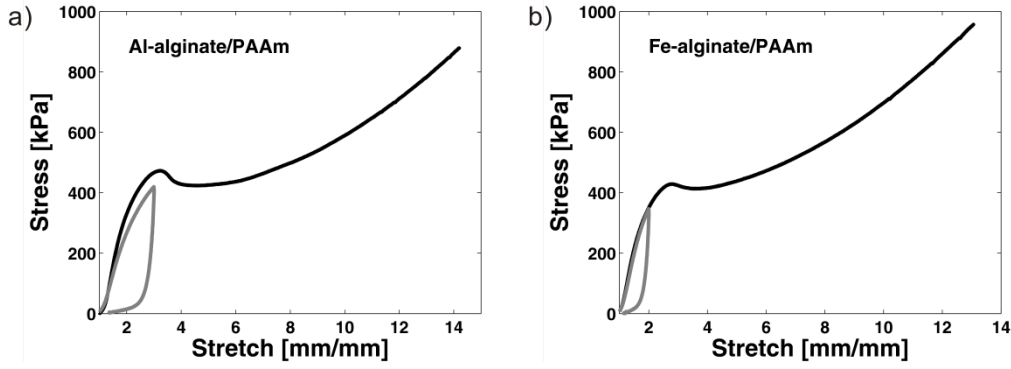 a)
Al-alginate/PAAm
Stress [kPa]
1000
800
600
400
200
0
2 4 6 8 10 12 14
Stretch [mm/mm]
b)
Fe-alginate/PAAm
Stress [kPa]
1000
800
600
400
200
0
2 4 6 8 10 12 14
Stretch [mm/mm]